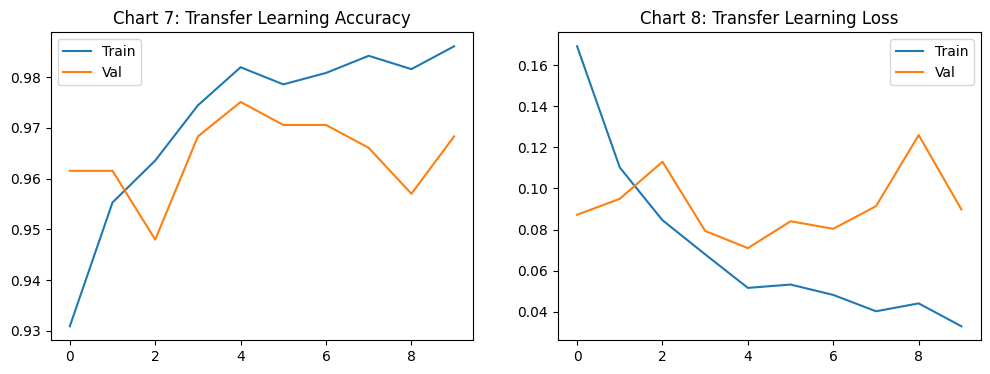 Chart 7: Transfer Learning Accuracy
Train
Val
0.98
0.97
0.96
0.95
0.94
0.93
0 2 4 6 8
Chart 8: Transfer Learning Loss
Train
Val
0.16
0.14
0.12
0.10
0.08
0.06
0.04
0 2 4 6 8